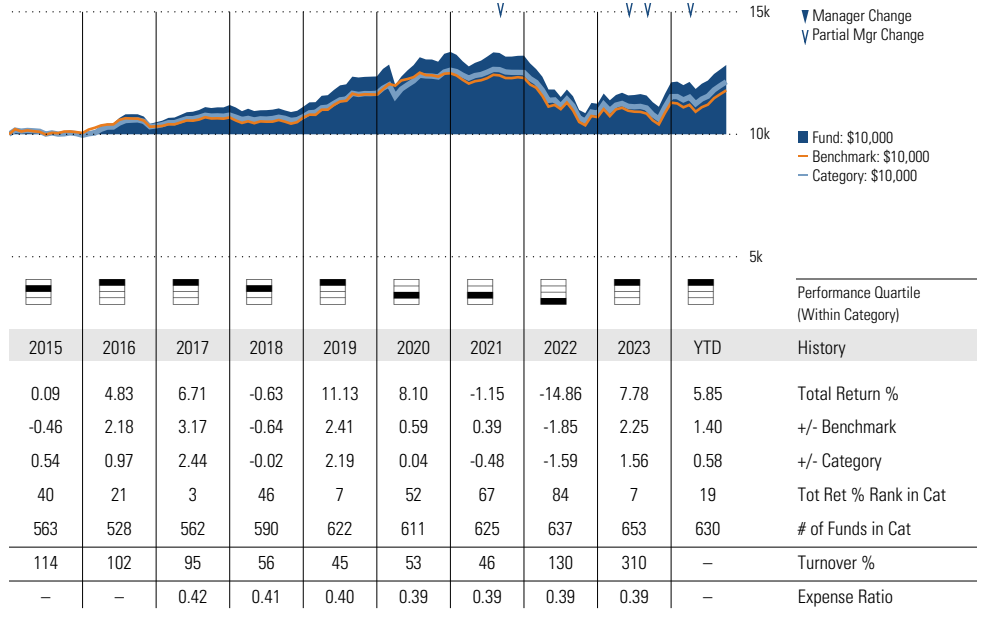 15k
Manager Change
Partial Mgr Change
10k
Fund: $10,000
Benchmark: $10,000
Category: $10,000
5k
Performance Quartile
(Within Category)
2015 2016 2017 2018 2019 2020 2021 2022 2023 YTD History
0.09 4.83 6.71 -0.63 11.13 8.10 -1.15 -14.86 7.78 5.85 Total Return %
-0.46 2.18 3.17 -0.64 2.41 0.59 0.39 -1.85 2.25 1.40 +/- Benchmark
0.54 0.97 2.44 -0.02 2.19 0.04 -0.48 -1.59 1.56 0.58 +/- Category
40 21 3 46 7 52 67 84 7 19 Tot Ret % Rank in Cat
563 528 562 590 622 611 625 637 653 630 # of Funds in Cat
114 102 95 56 45 53 46 130 310 – Turnover %
– – 0.42 0.41 0.40 0.39 0.39 0.39 0.39 – Expense Ratio